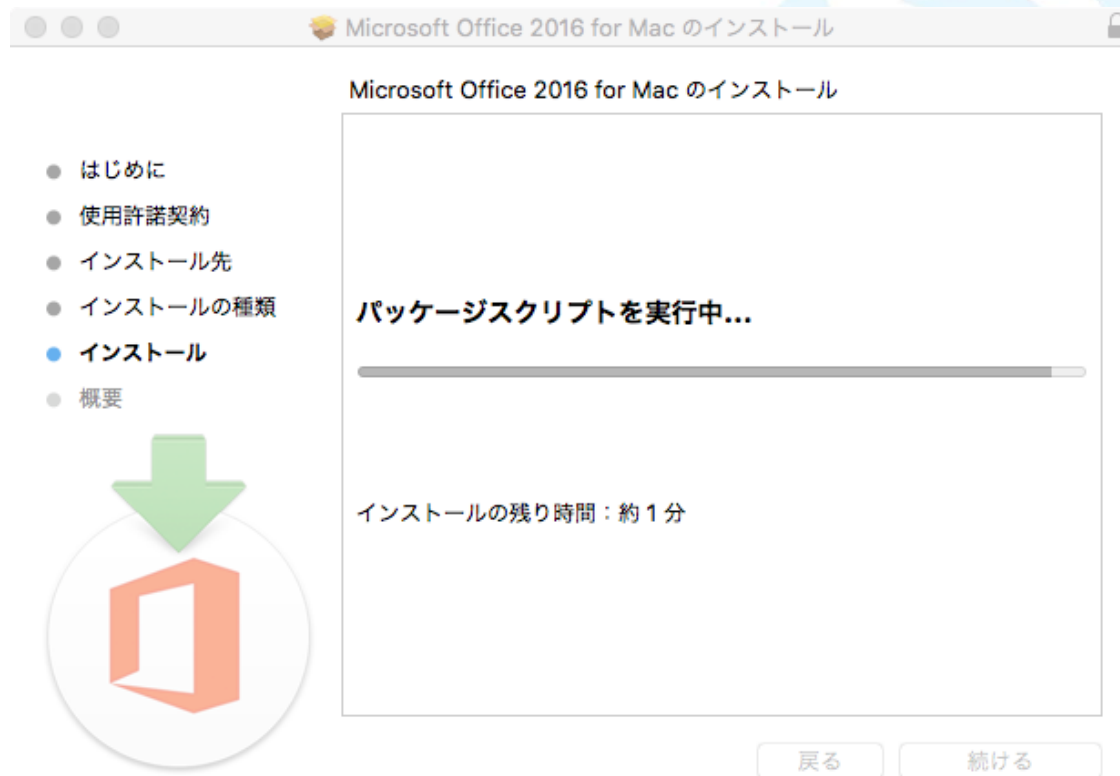 Microsoft Office 2016 for Mac のインストール
Microsoft Office 2016 for Mac のインストール
はじめに
使用許諾契約
インストール先
インストールの種類
インストール
概要
パッケージスクリプトを実行中...
インストールの残り時間：約 1 分
戻る
続ける